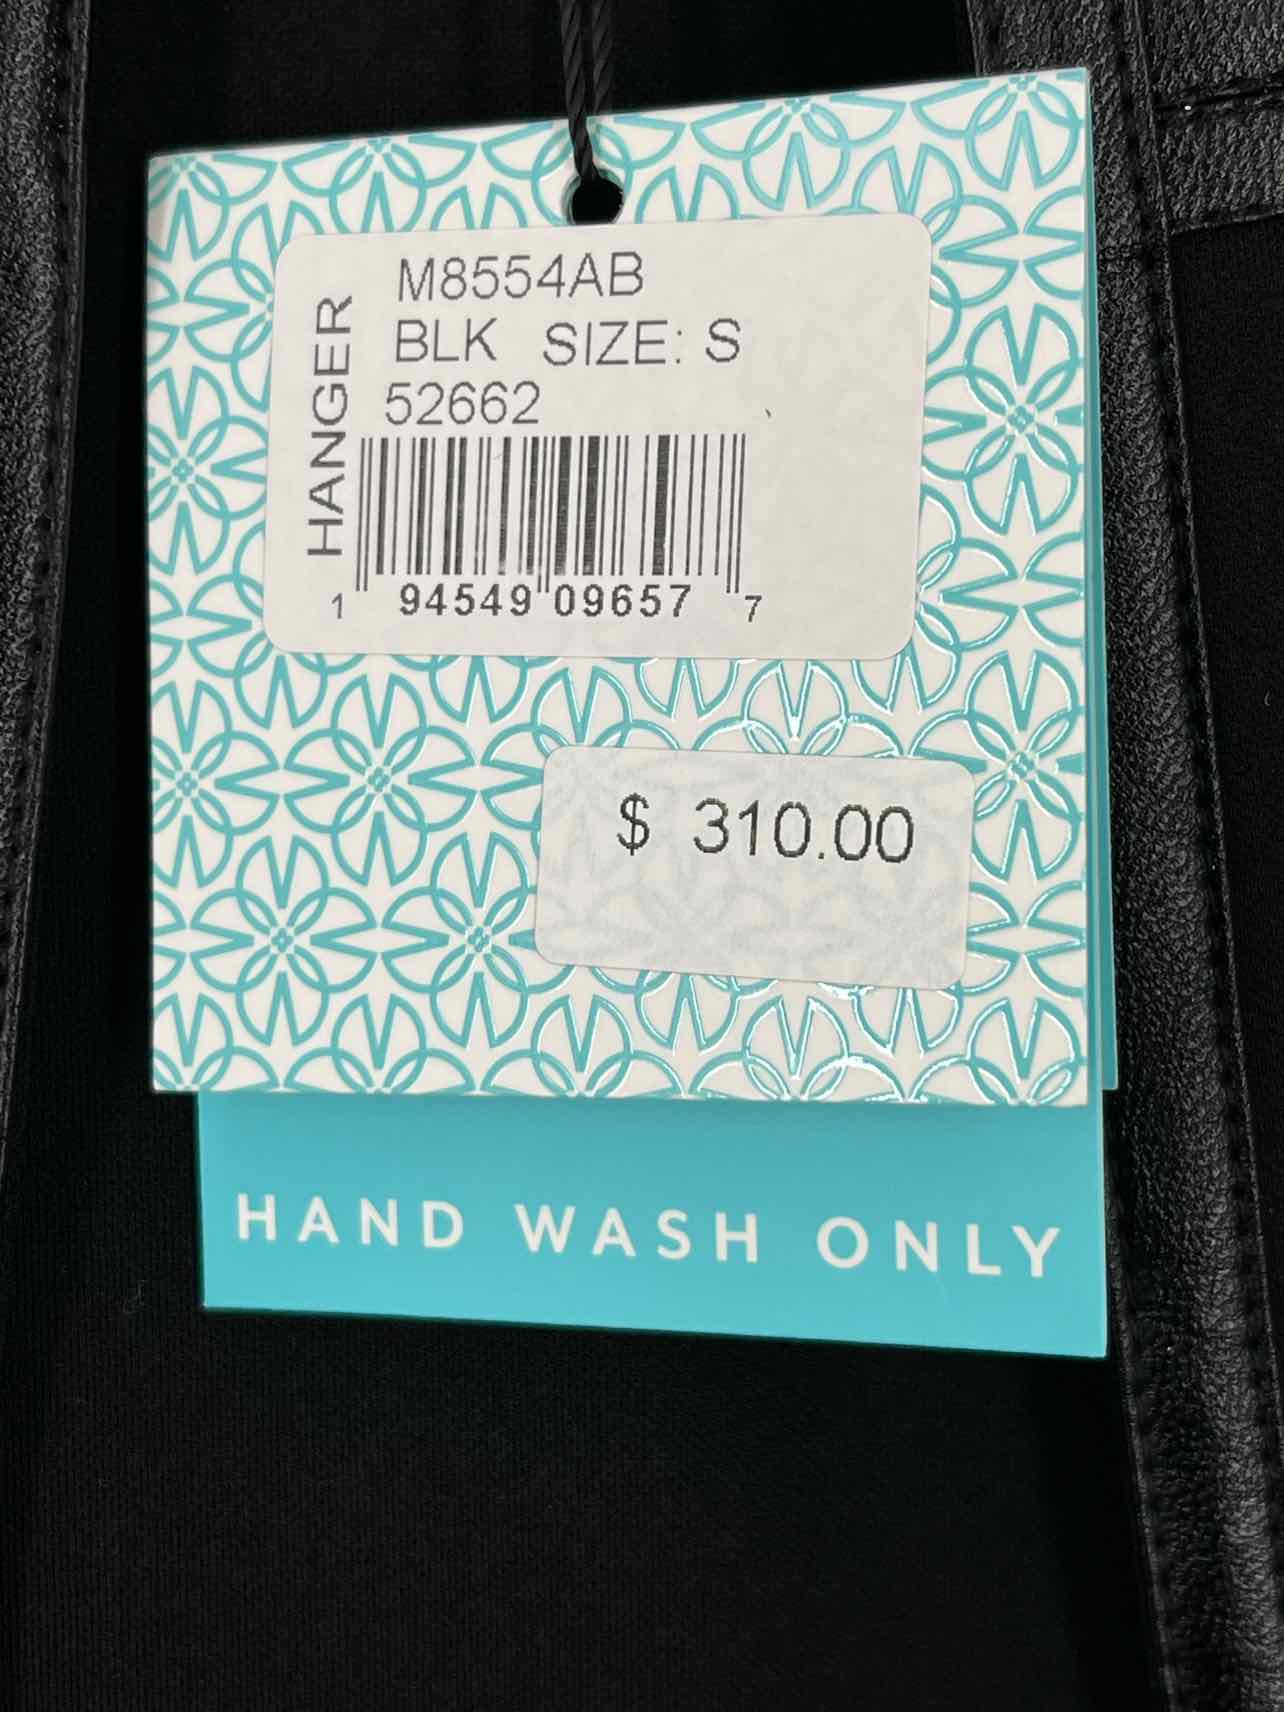 HANGER
M8554AB
BLK SIZE: S
52662
1 94549 09657 7
$ 310.00
HAND WASH ONLY